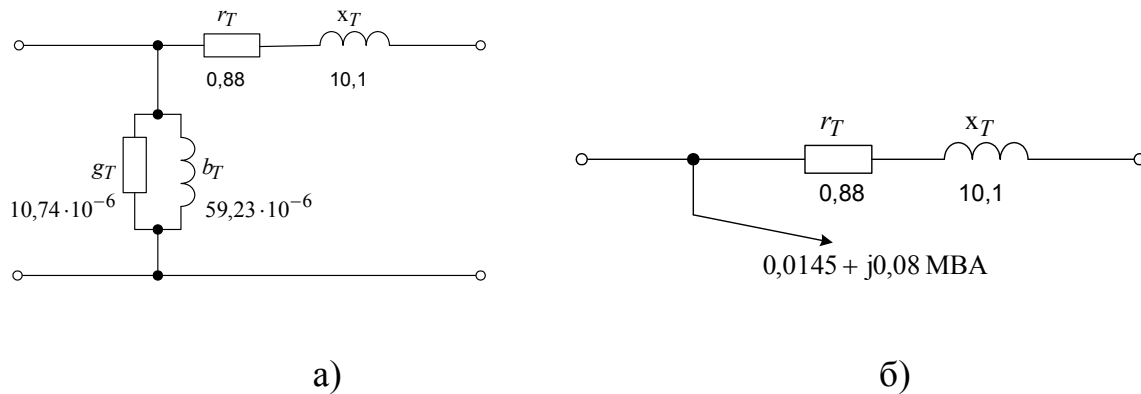 r_T
x_T
0,88
10,1
g_T
b_T
10,74 ·10⁻⁶
59,23 ·10⁻⁶
а)
r_T
x_T
0,88
10,1
0,0145 + j0,08 МВА
б)